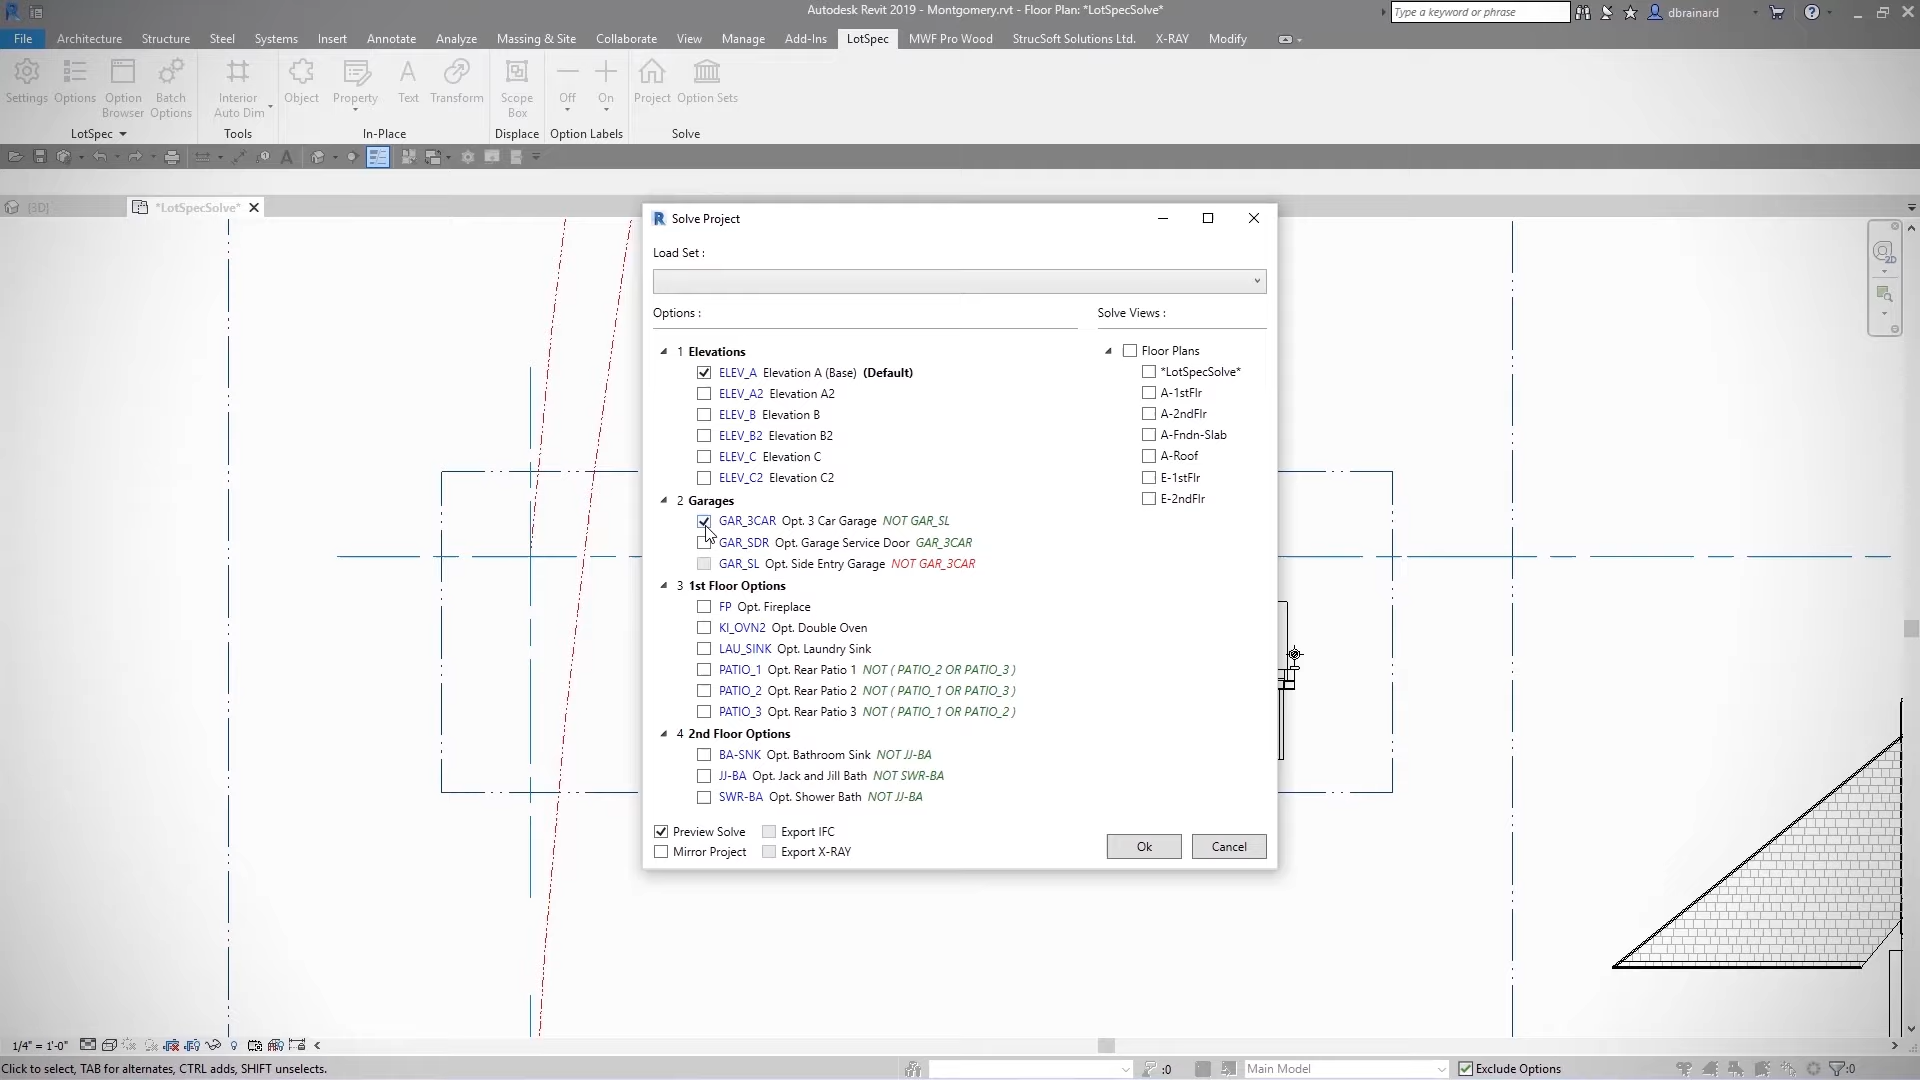 Autodesk Revit 2019 - Montgomery.rvt - Floor Plan: *LotSpecSolve*
Type a keyword or phrase
dbrainard
File Architecture Structure Steel Systems Insert Annotate Analyze Massing & Site Collaborate View Manage Add-Ins LotSpec MWF Pro Wood StrucSoft Solutions Ltd. X-RAY Modify
Settings Options Option Browser Batch Options Interior Auto Dim Object Property Text Transform Scope Box Off On Project Option Sets
LotSpec Tools In-Place Displace Option Labels Solve
{3D} *LotSpecSolve*
2D
Solve Project
Load Set :
Options : Solve Views :
1 Elevations
ELEV_A Elevation A (Base) (Default)
ELEV_A2 Elevation A2
ELEV_B Elevation B
ELEV_B2 Elevation B2
ELEV_C Elevation C
ELEV_C2 Elevation C2
2 Garages
GAR_3CAR Opt. 3 Car Garage NOT GAR_SL
GAR_SDR Opt. Garage Service Door GAR_3CAR
GAR_SL Opt. Side Entry Garage NOT GAR_3CAR
3 1st Floor Options
FP Opt. Fireplace
KI_OVN2 Opt. Double Oven
LAU_SINK Opt. Laundry Sink
PATIO_1 Opt. Rear Patio 1 NOT ( PATIO_2 OR PATIO_3 )
PATIO_2 Opt. Rear Patio 2 NOT ( PATIO_1 OR PATIO_3 )
PATIO_3 Opt. Rear Patio 3 NOT ( PATIO_1 OR PATIO_2 )
4 2nd Floor Options
BA-SNK Opt. Bathroom Sink NOT JJ-BA
JJ-BA Opt. Jack and Jill Bath NOT SWR-BA
SWR-BA Opt. Shower Bath NOT JJ-BA
Floor Plans
*LotSpecSolve*
A-1stFlr
A-2ndFlr
A-Fndn-Slab
A-Roof
E-1stFlr
E-2ndFlr
Preview Solve Export IFC
Mirror Project Export X-RAY
Ok Cancel
1/4" = 1'-0"
Click to select, TAB for alternates, CTRL adds, SHIFT unselects.
:0 Main Model Exclude Options :0